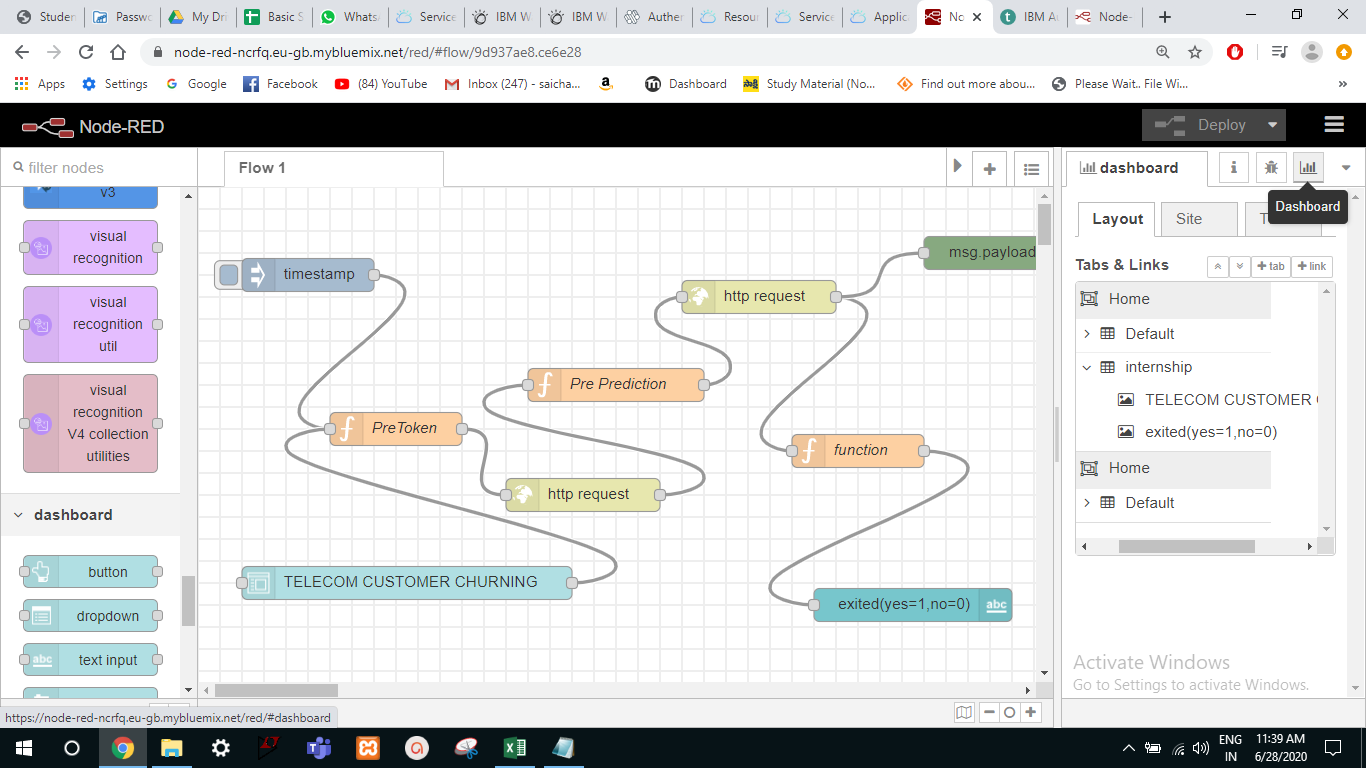 Studen
Passwo
My Dri
Basic S
Whats
Service
IBM W
IBM W
Authen
Resour
Service
Applic
No
IBM A
Node-
node-red-ncrfq.eu-gb.mybluemix.net/red/#flow/9d937ae8.ce6e28
Apps
Settings
Google
Facebook
(84) YouTube
Inbox (247) - saicha...
Dashboard
Study Material (No...
Find out more abou...
Please Wait.. File Wi...
»
Node-RED
Deploy
filter nodes
Flow 1
dashboard
i
Dashboard
v3
visual
recognition
visual
recognition
util
visual
recognition
V4 collection
utilities
dashboard
button
dropdown
abc text input
timestamp
PreToken
http request
Pre Prediction
http request
msg.payload
function
TELECOM CUSTOMER CHURNING
exited(yes=1,no=0) abc
Layout
Site
T
Tabs & Links
+ tab
+ link
Home
Default
internship
TELECOM CUSTOMER
exited(yes=1,no=0)
Home
Default
Activate Windows
Go to Settings to activate Windows.
https://node-red-ncrfq.eu-gb.mybluemix.net/red/#dashboard
ENG
IN
11:39 AM
6/28/2020